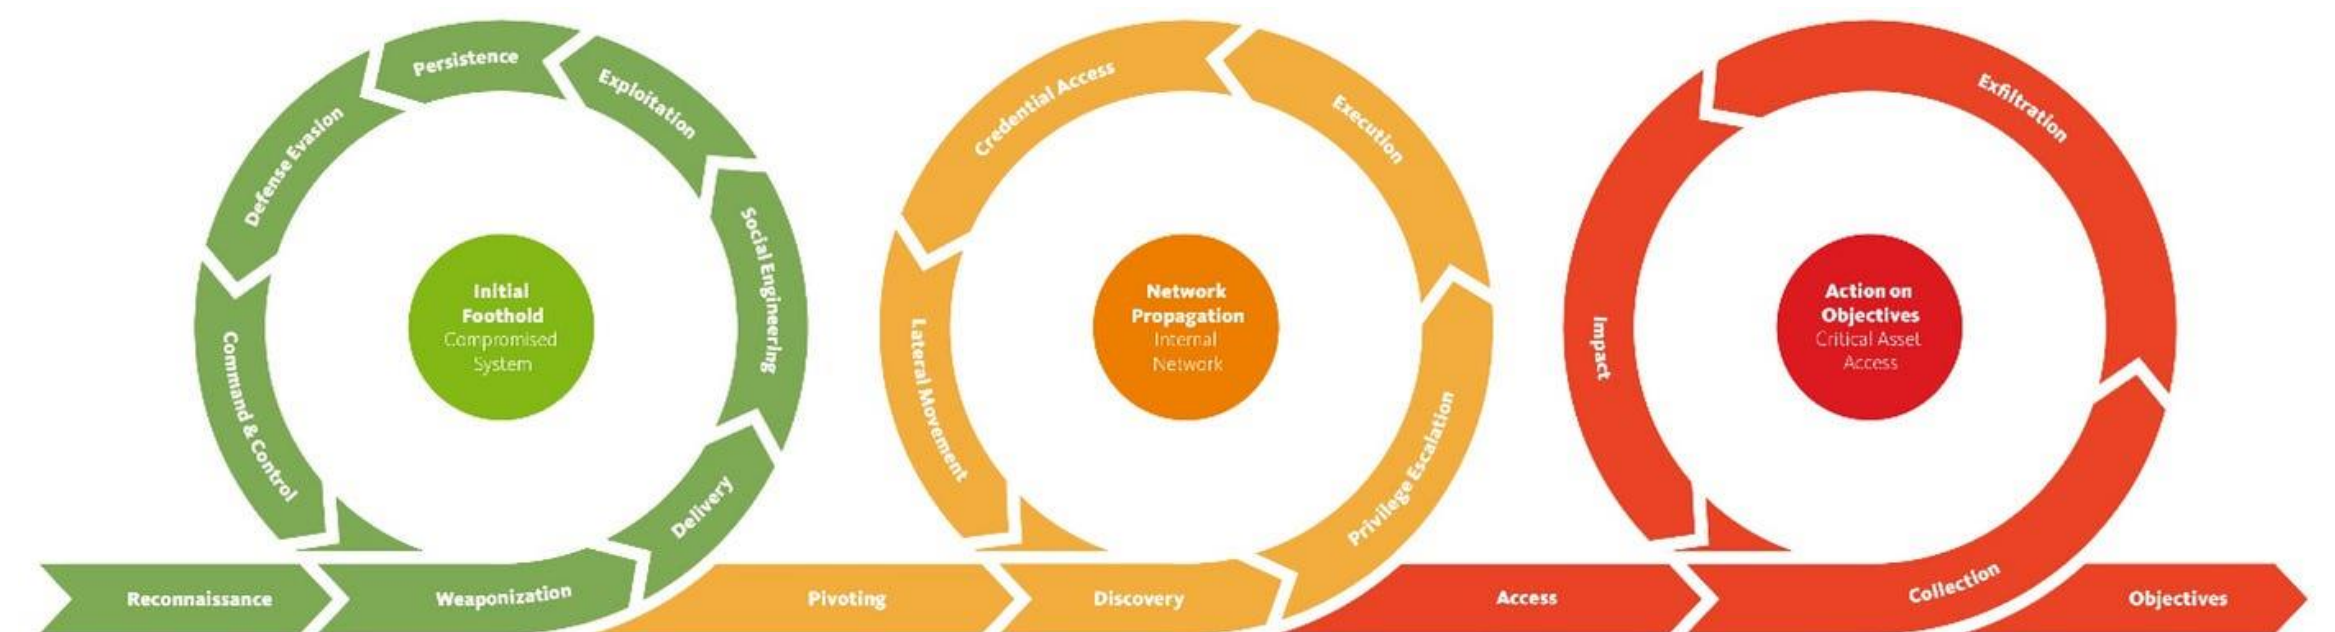 Reconnaissance
Weaponization
Delivery
Social Engineering
Exploitation
Persistence
Defense Evasion
Command & Control
Initial
Foothold
Compromised
System
Pivoting
Discovery
Privilege Escalation
Execution
Credential Access
Lateral Movement
Network
Propagation
Internal
Network
Access
Collection
Exfiltration
Impact
Action on
Objectives
Critical Asset
Access
Objectives